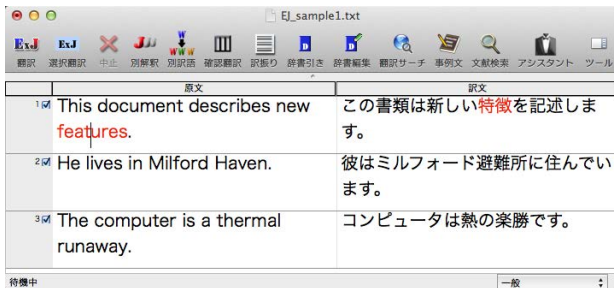 EJ_sample1.txt
ExJ ExJ JJJ W W W D D
翻訳 選択翻訳 中止 別解釈 別訳語 確認翻訳 訳振り 辞書引き 辞書編集 翻訳サーチ 事例文 文献検索 アシスタント ツール
原文 訳文
1 This document describes new
features.
この書類は新しい特徴を記述しま
す。
2 He lives in Milford Haven.
彼はミルフォード避難所に住んでい
ます。
3 The computer is a thermal
runaway.
コンピュータは熱の楽勝です。
待機中 一般